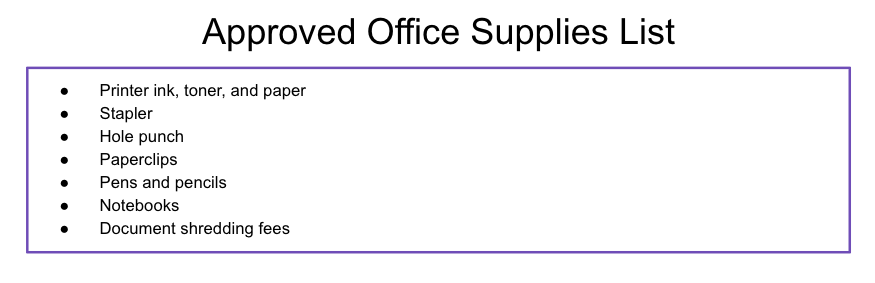 Approved Office Supplies List
● Printer ink, toner, and paper
● Stapler
● Hole punch
● Paperclips
● Pens and pencils
● Notebooks
● Document shredding fees